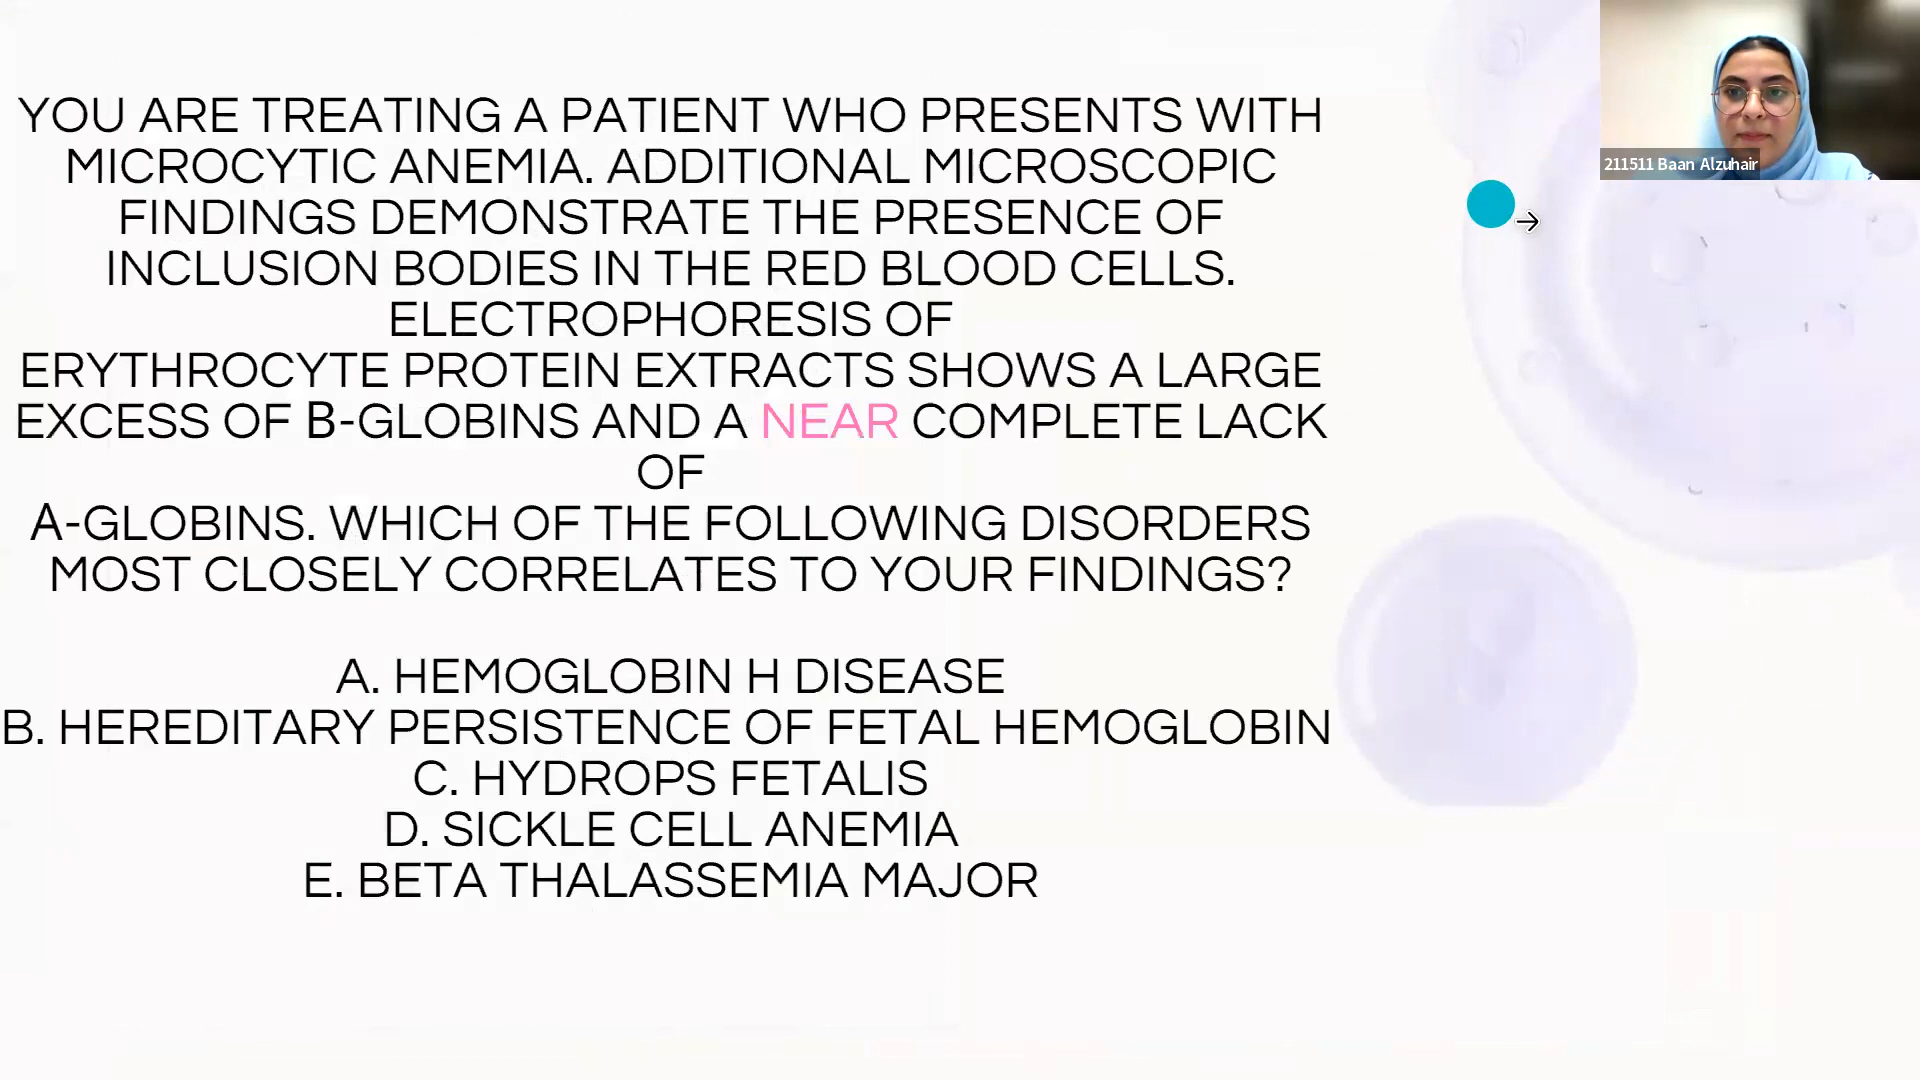 YOU ARE TREATING A PATIENT WHO PRESENTS WITH
MICROCYTIC ANEMIA. ADDITIONAL MICROSCOPIC
FINDINGS DEMONSTRATE THE PRESENCE OF
INCLUSION BODIES IN THE RED BLOOD CELLS.
ELECTROPHORESIS OF
ERYTHROCYTE PROTEIN EXTRACTS SHOWS A LARGE
EXCESS OF Β-GLOBINS AND A NEAR COMPLETE LACK
OF
Α-GLOBINS. WHICH OF THE FOLLOWING DISORDERS
MOST CLOSELY CORRELATES TO YOUR FINDINGS?
A. HEMOGLOBIN H DISEASE
B. HEREDITARY PERSISTENCE OF FETAL HEMOGLOBIN
C. HYDROPS FETALIS
D. SICKLE CELL ANEMIA
E. BETA THALASSEMIA MAJOR
211511 Baan Alzuhair